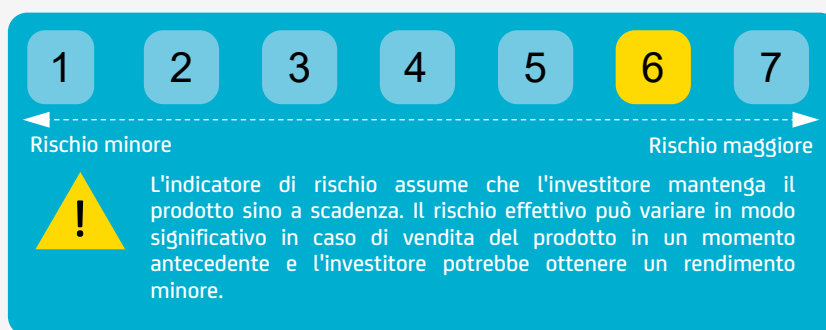 1 2 3 4 5 6 7
Rischio minore Rischio maggiore
!
L'indicatore di rischio assume che l'investitore mantenga il
prodotto sino a scadenza. Il rischio effettivo può variare in modo
significativo in caso di vendita del prodotto in un momento
antecedente e l'investitore potrebbe ottenere un rendimento
minore.